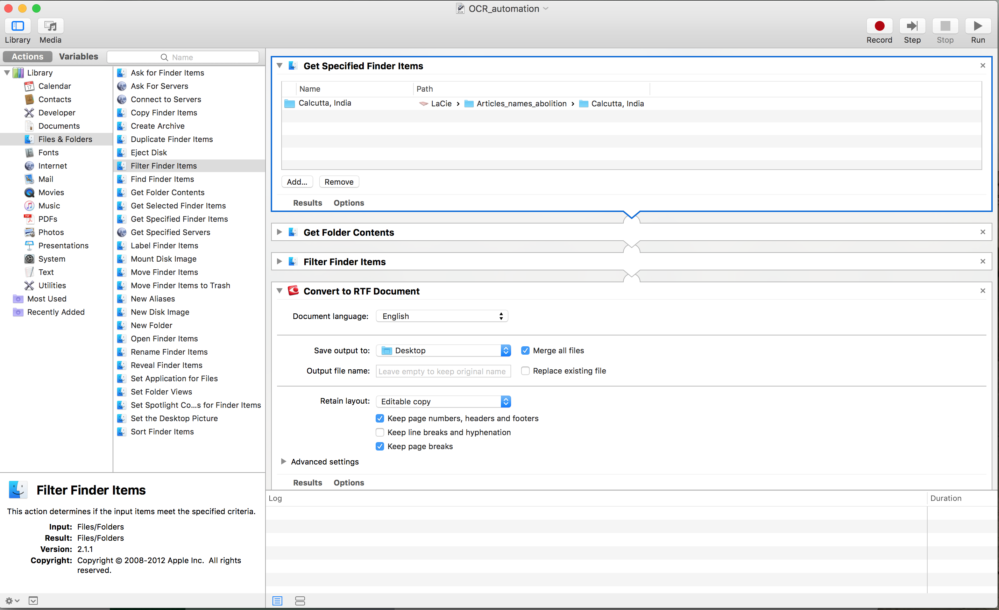 OCR_automation
Library
Media
Record
Step
Stop
Run
Actions
Variables
Name
Library
Calendar
Contacts
Developer
Documents
Files & Folders
Fonts
Internet
Mail
Movies
Music
PDFs
Photos
Presentations
System
Text
Utilities
Most Used
Recently Added
Ask for Finder Items
Ask For Servers
Connect to Servers
Copy Finder Items
Create Archive
Duplicate Finder Items
Eject Disk
Filter Finder Items
Find Finder Items
Get Folder Contents
Get Selected Finder Items
Get Specified Finder Items
Get Specified Servers
Label Finder Items
Mount Disk Image
Move Finder Items
Move Finder Items to Trash
New Aliases
New Disk Image
New Folder
Open Finder Items
Rename Finder Items
Reveal Finder Items
Set Application for Files
Set Folder Views
Set Spotlight Co...s for Finder Items
Set the Desktop Picture
Sort Finder Items
Filter Finder Items
This action determines if the input items meet the specified criteria.
Input: Files/Folders
Result: Files/Folders
Version: 2.1.1
Copyright: Copyright © 2008-2012 Apple Inc. All rights
reserved.
Get Specified Finder Items
Name Path
Calcutta, India LaCie › Articles_names_abolition › Calcutta, India
Add... Remove
Results Options
Get Folder Contents
Filter Finder Items
Convert to RTF Document
Document language: English
Save output to: Desktop Merge all files
Output file name: Leave empty to keep original name Replace existing file
Retain layout: Editable copy
Keep page numbers, headers and footers
Keep line breaks and hyphenation
Keep page breaks
Advanced settings
Results Options
Log Duration